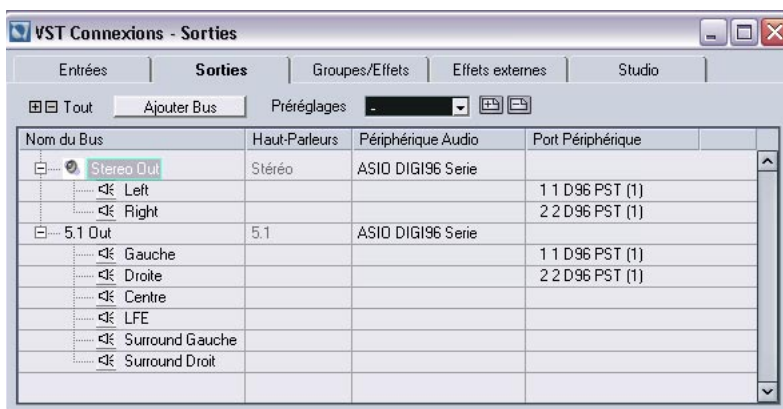 VST Connexions - Sorties
Entrées Sorties Groupes/Effets Effets externes Studio
Tout Ajouter Bus Préréglages -
Nom du Bus Haut-Parleurs Périphérique Audio Port Périphérique
Stereo Out Stéréo ASIO DIGI96 Serie
Left 1 1 D96 PST (1)
Right 2 2 D96 PST (1)
5.1 Out 5.1 ASIO DIGI96 Serie
Gauche 1 1 D96 PST (1)
Droite 2 2 D96 PST (1)
Centre
LFE
Surround Gauche
Surround Droit